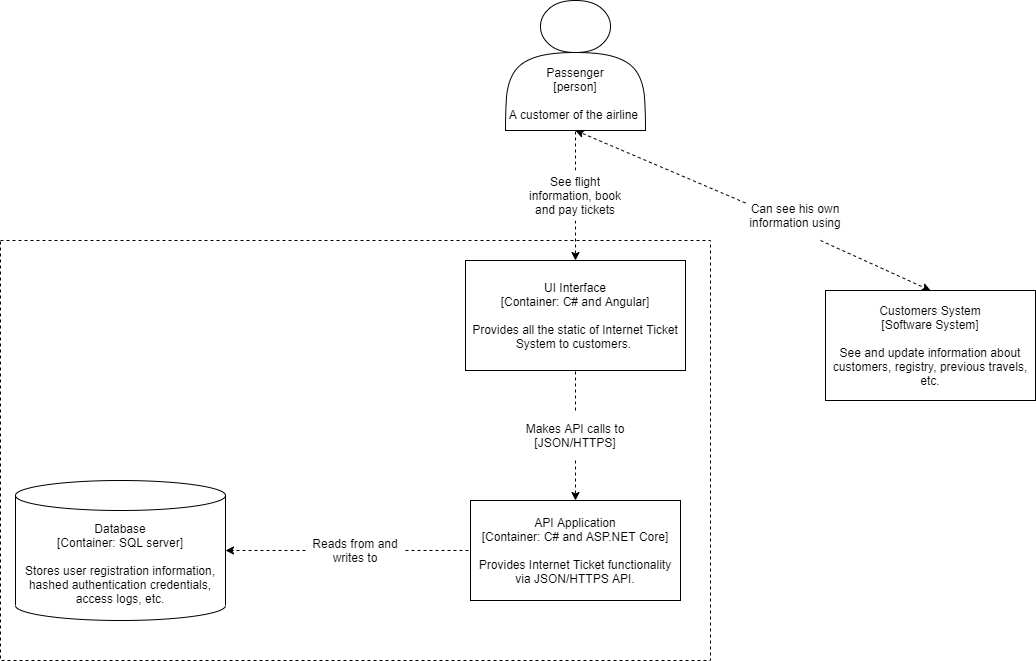 Passenger
[person]
A customer of the airline
See flight
information, book
and pay tickets
Can see his own
information using
UI Interface
[Container: C# and Angular]
Provides all the static of Internet Ticket
System to customers.
Customers System
[Software System]
See and update information about
customers, registry, previous travels,
etc.
Makes API calls to
[JSON/HTTPS]
API Application
[Container: C# and ASP.NET Core]
Provides Internet Ticket functionality
via JSON/HTTPS API.
Reads from and
writes to
Database
[Container: SQL server]
Stores user registration information,
hashed authentication credentials,
access logs, etc.